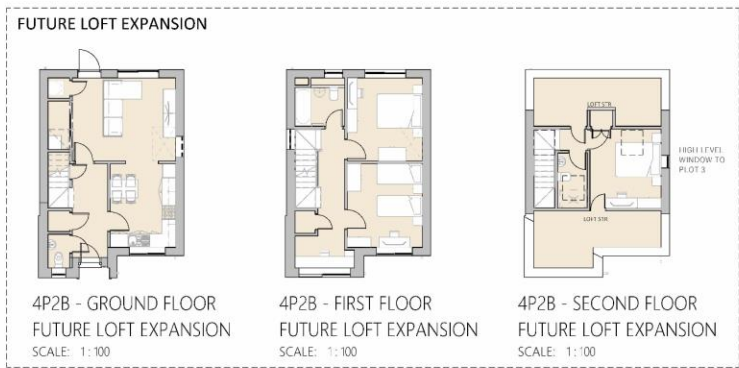 FUTURE LOFT EXPANSION
LOFT STR
HIGH LEVEL
WINDOW TO
PLOT 3
LOFT STR
4P2B - GROUND FLOOR
FUTURE LOFT EXPANSION
SCALE: 1:100
4P2B - FIRST FLOOR
FUTURE LOFT EXPANSION
SCALE: 1:100
4P2B - SECOND FLOOR
FUTURE LOFT EXPANSION
SCALE: 1:100